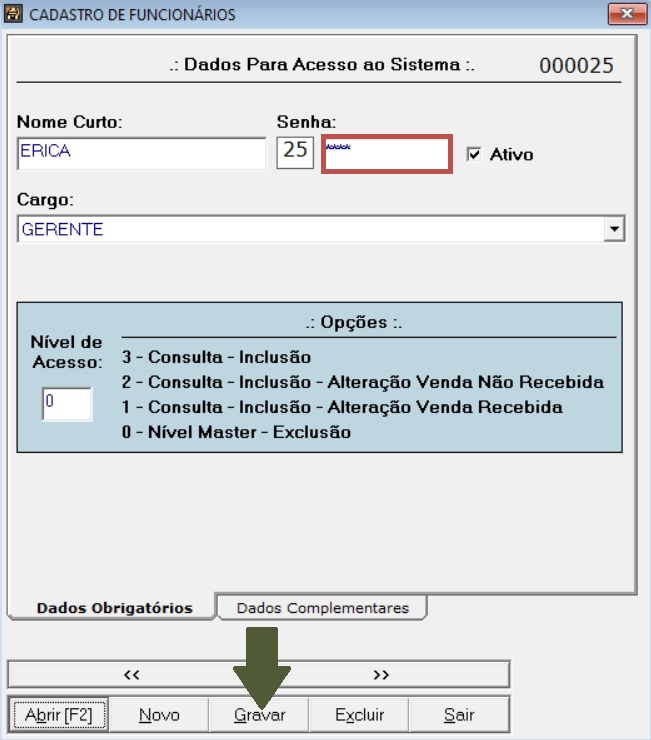 CADASTRO DE FUNCIONÁRIOS
.: Dados Para Acesso ao Sistema :. 000025
Nome Curto: Senha:
ERICA 25 **** Ativo
Cargo:
GERENTE
.: Opções :.
Nível de
Acesso:
0
3 - Consulta - Inclusão
2 - Consulta - Inclusão - Alteração Venda Não Recebida
1 - Consulta - Inclusão - Alteração Venda Recebida
0 - Nível Master - Exclusão
Dados Obrigatórios Dados Complementares
<< >>
Abrir [F2] Novo Gravar Excluir Sair